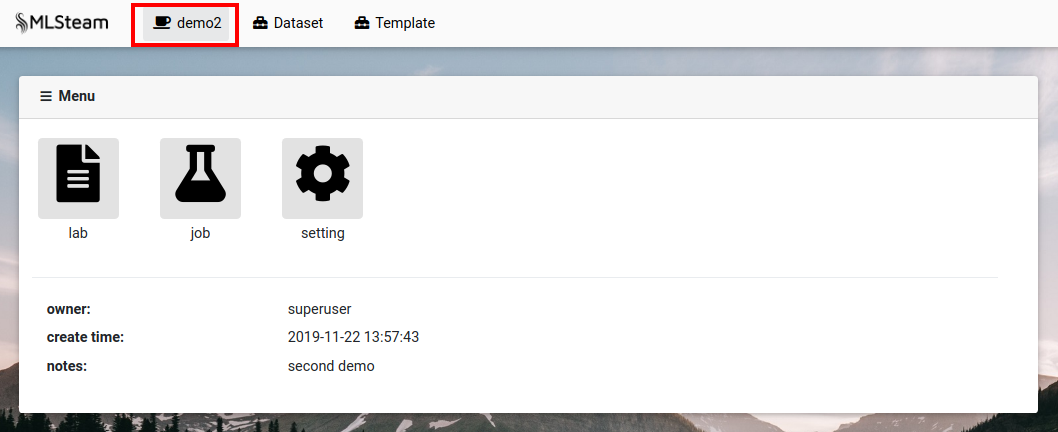 MLSteam demo2 Dataset Template
Menu
lab job setting
owner: superuser
create time: 2019-11-22 13:57:43
notes: second demo